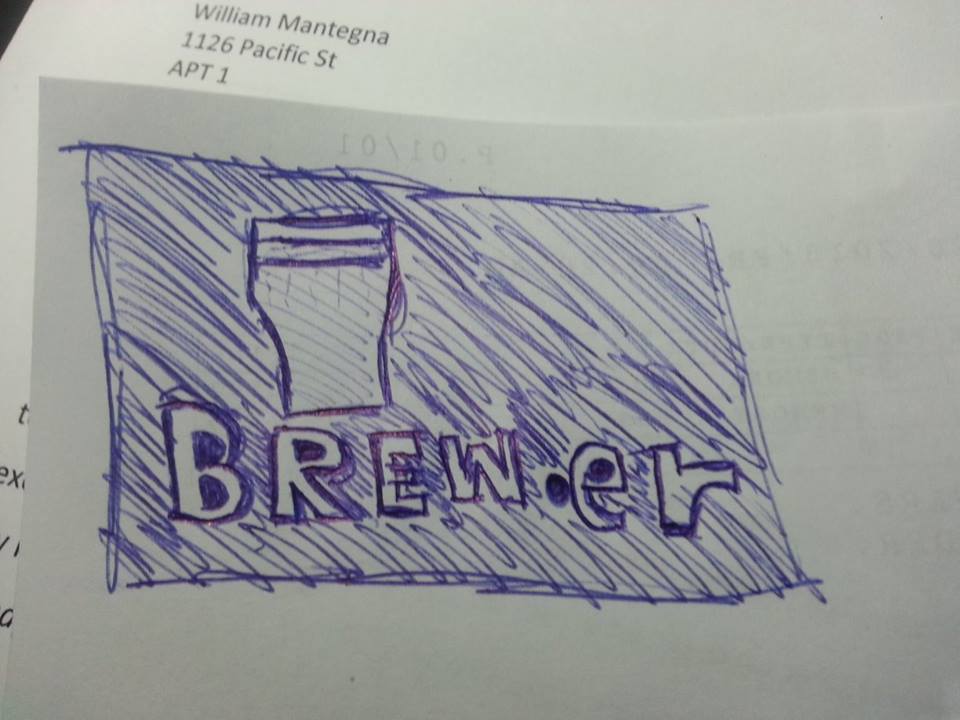 William Mantegna
1126 Pacific St
APT 1
P.01/01
BREW.er